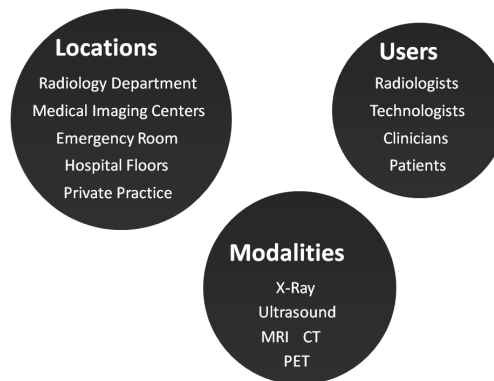 Locations
Radiology Department
Medical Imaging Centers
Emergency Room
Hospital Floors
Private Practice
Users
Radiologists
Technologists
Clinicians
Patients
Modalities
X-Ray
Ultrasound
MRI CT
PET